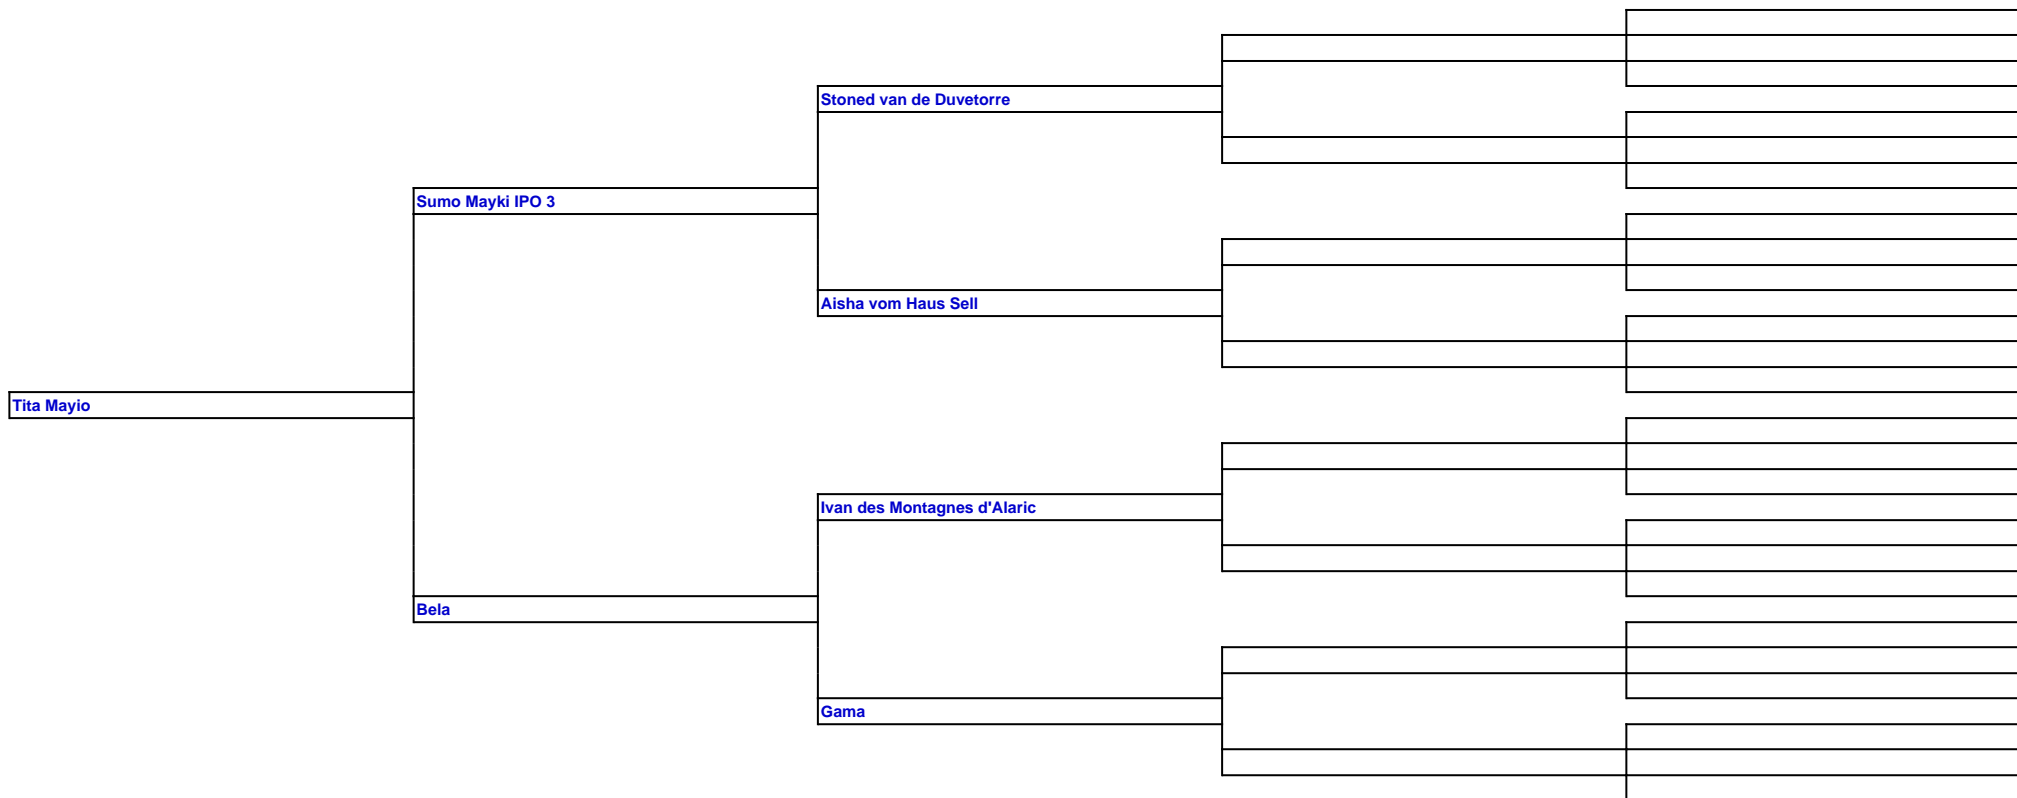 Stoned van de Duvetorre
Sumo Mayki IPO 3
Aisha vom Haus Sell
Tita Mayio
Ivan des Montagnes d'Alaric
Bela
Gama